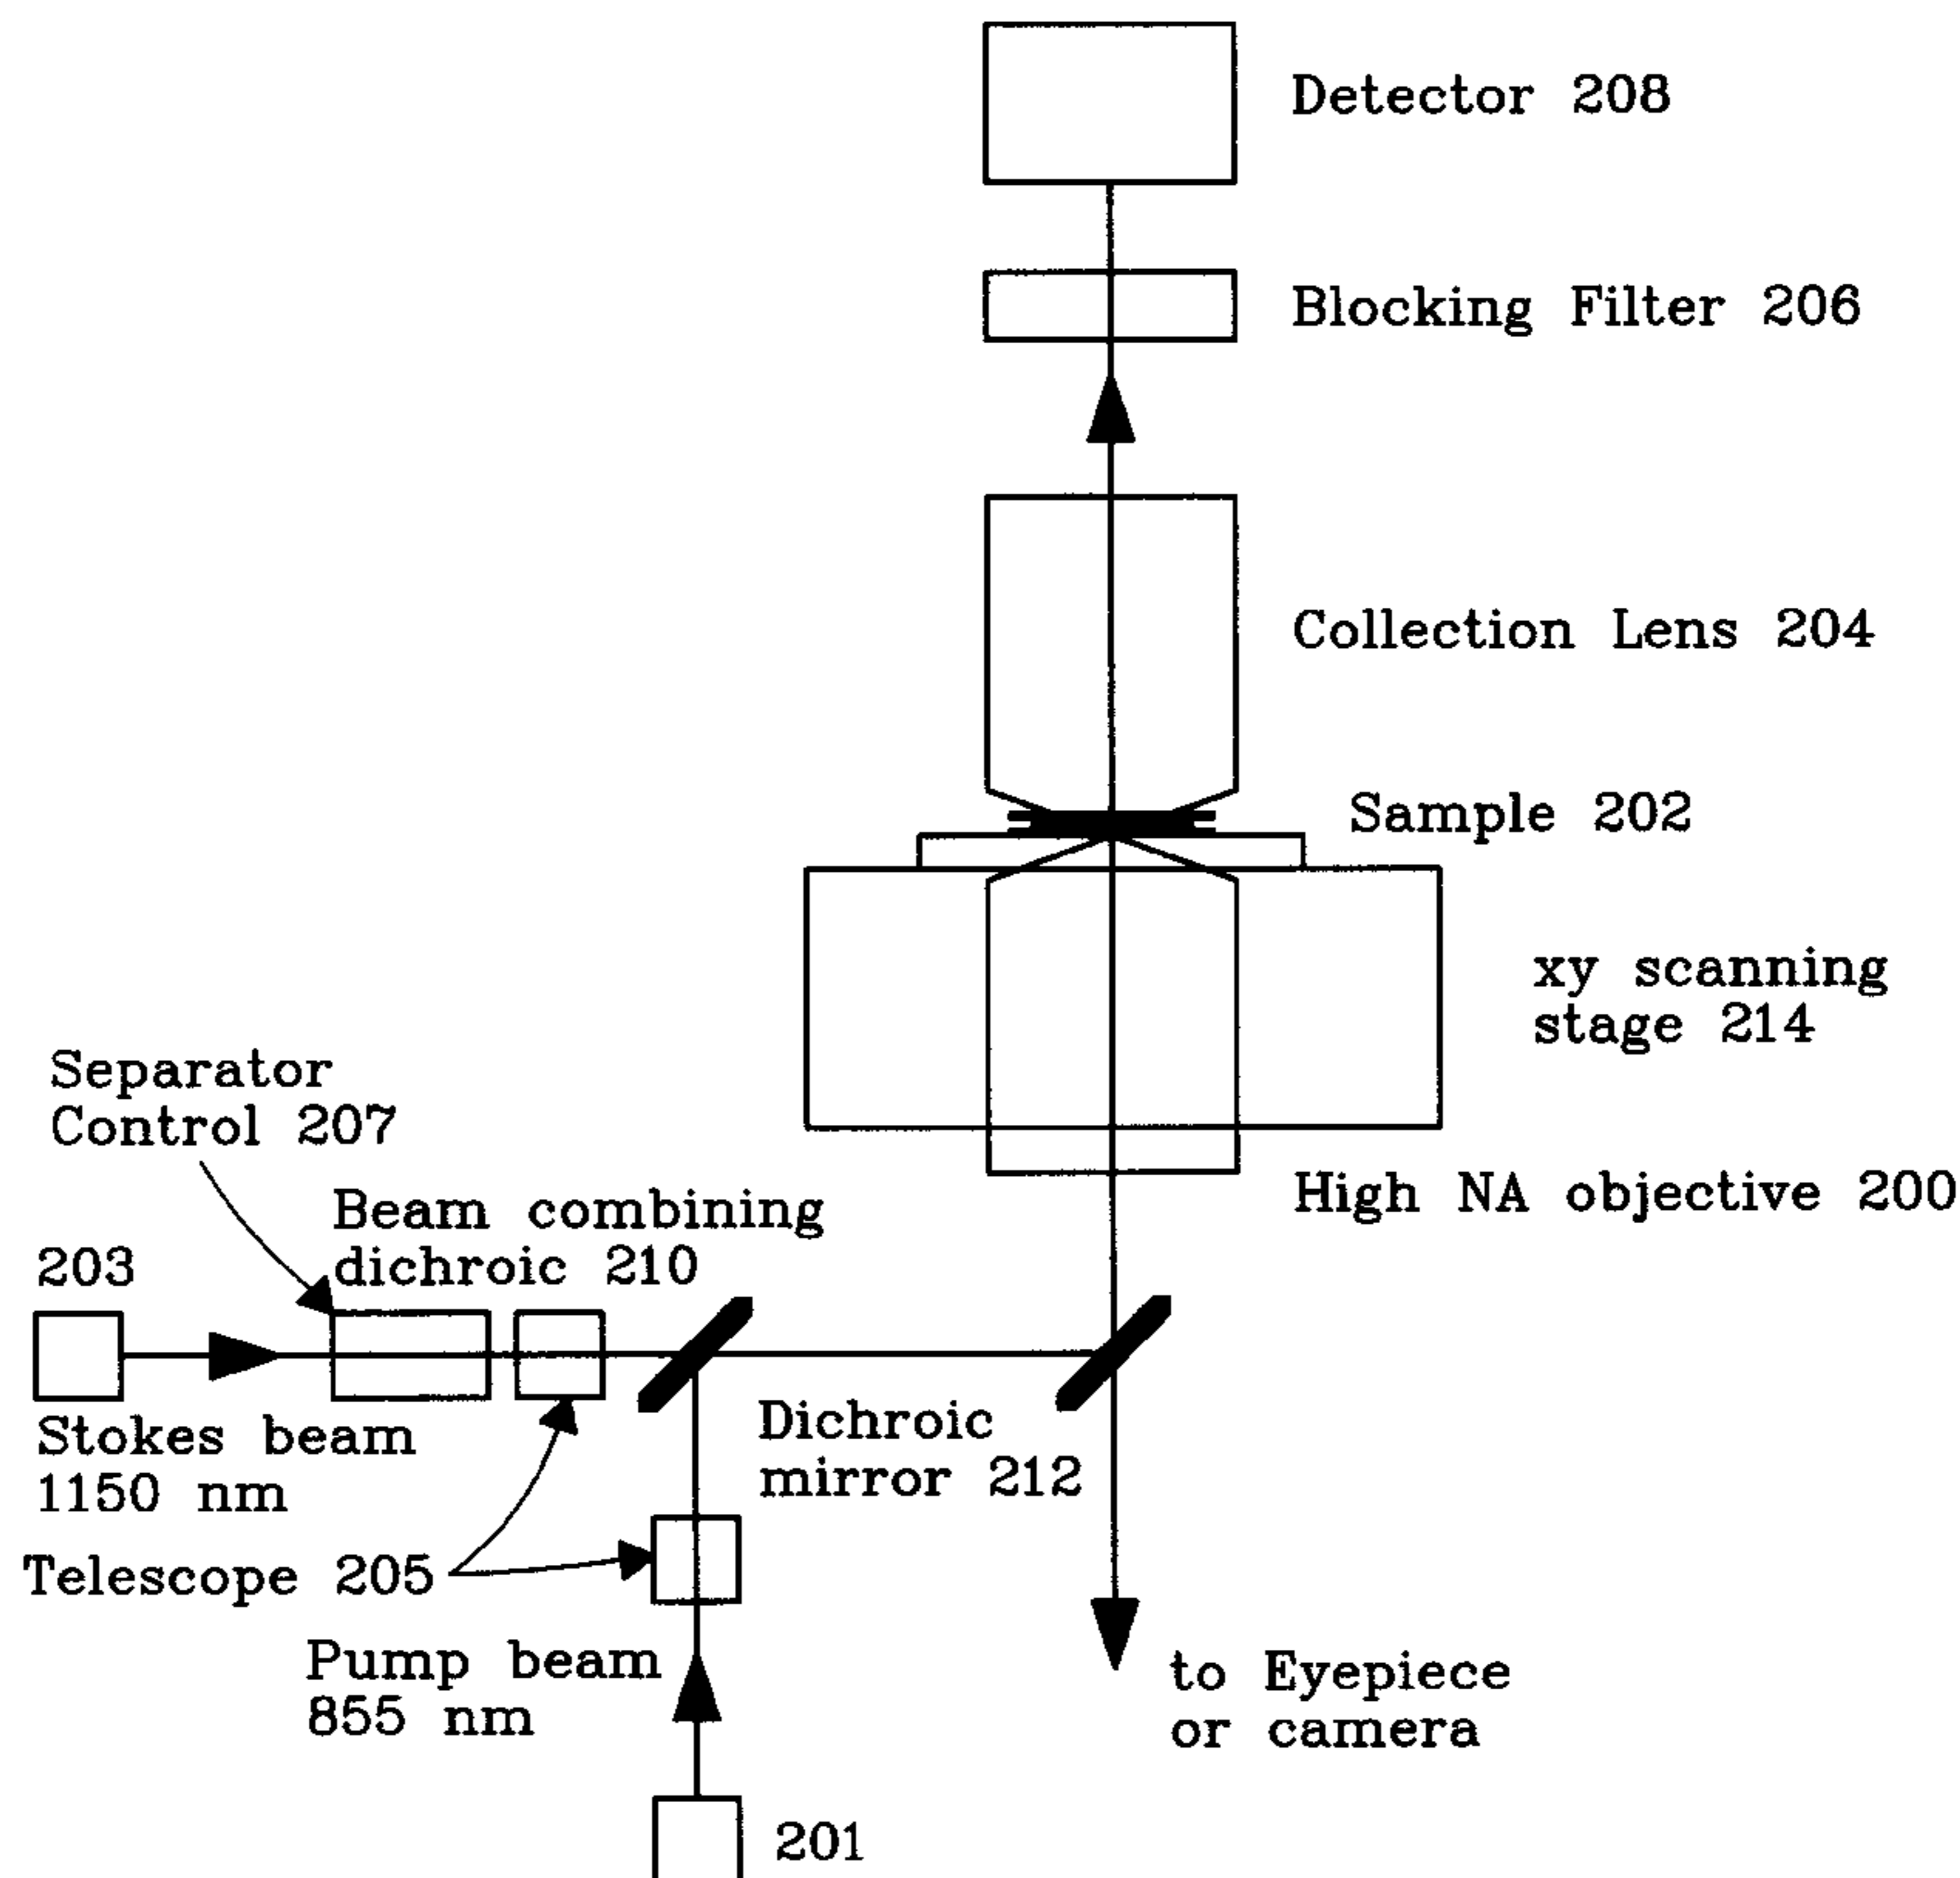 Detector 208
Blocking Filter 206
Collection Lens 204
Sample 202
xy scanning
stage 214
Separator
Control 207
Beam combining
dichroic 210
High NA objective 200
203
Stokes beam
1150 nm
Dichroic
mirror 212
Telescope 205
Pump beam
855 nm
to Eyepiece
or camera
201